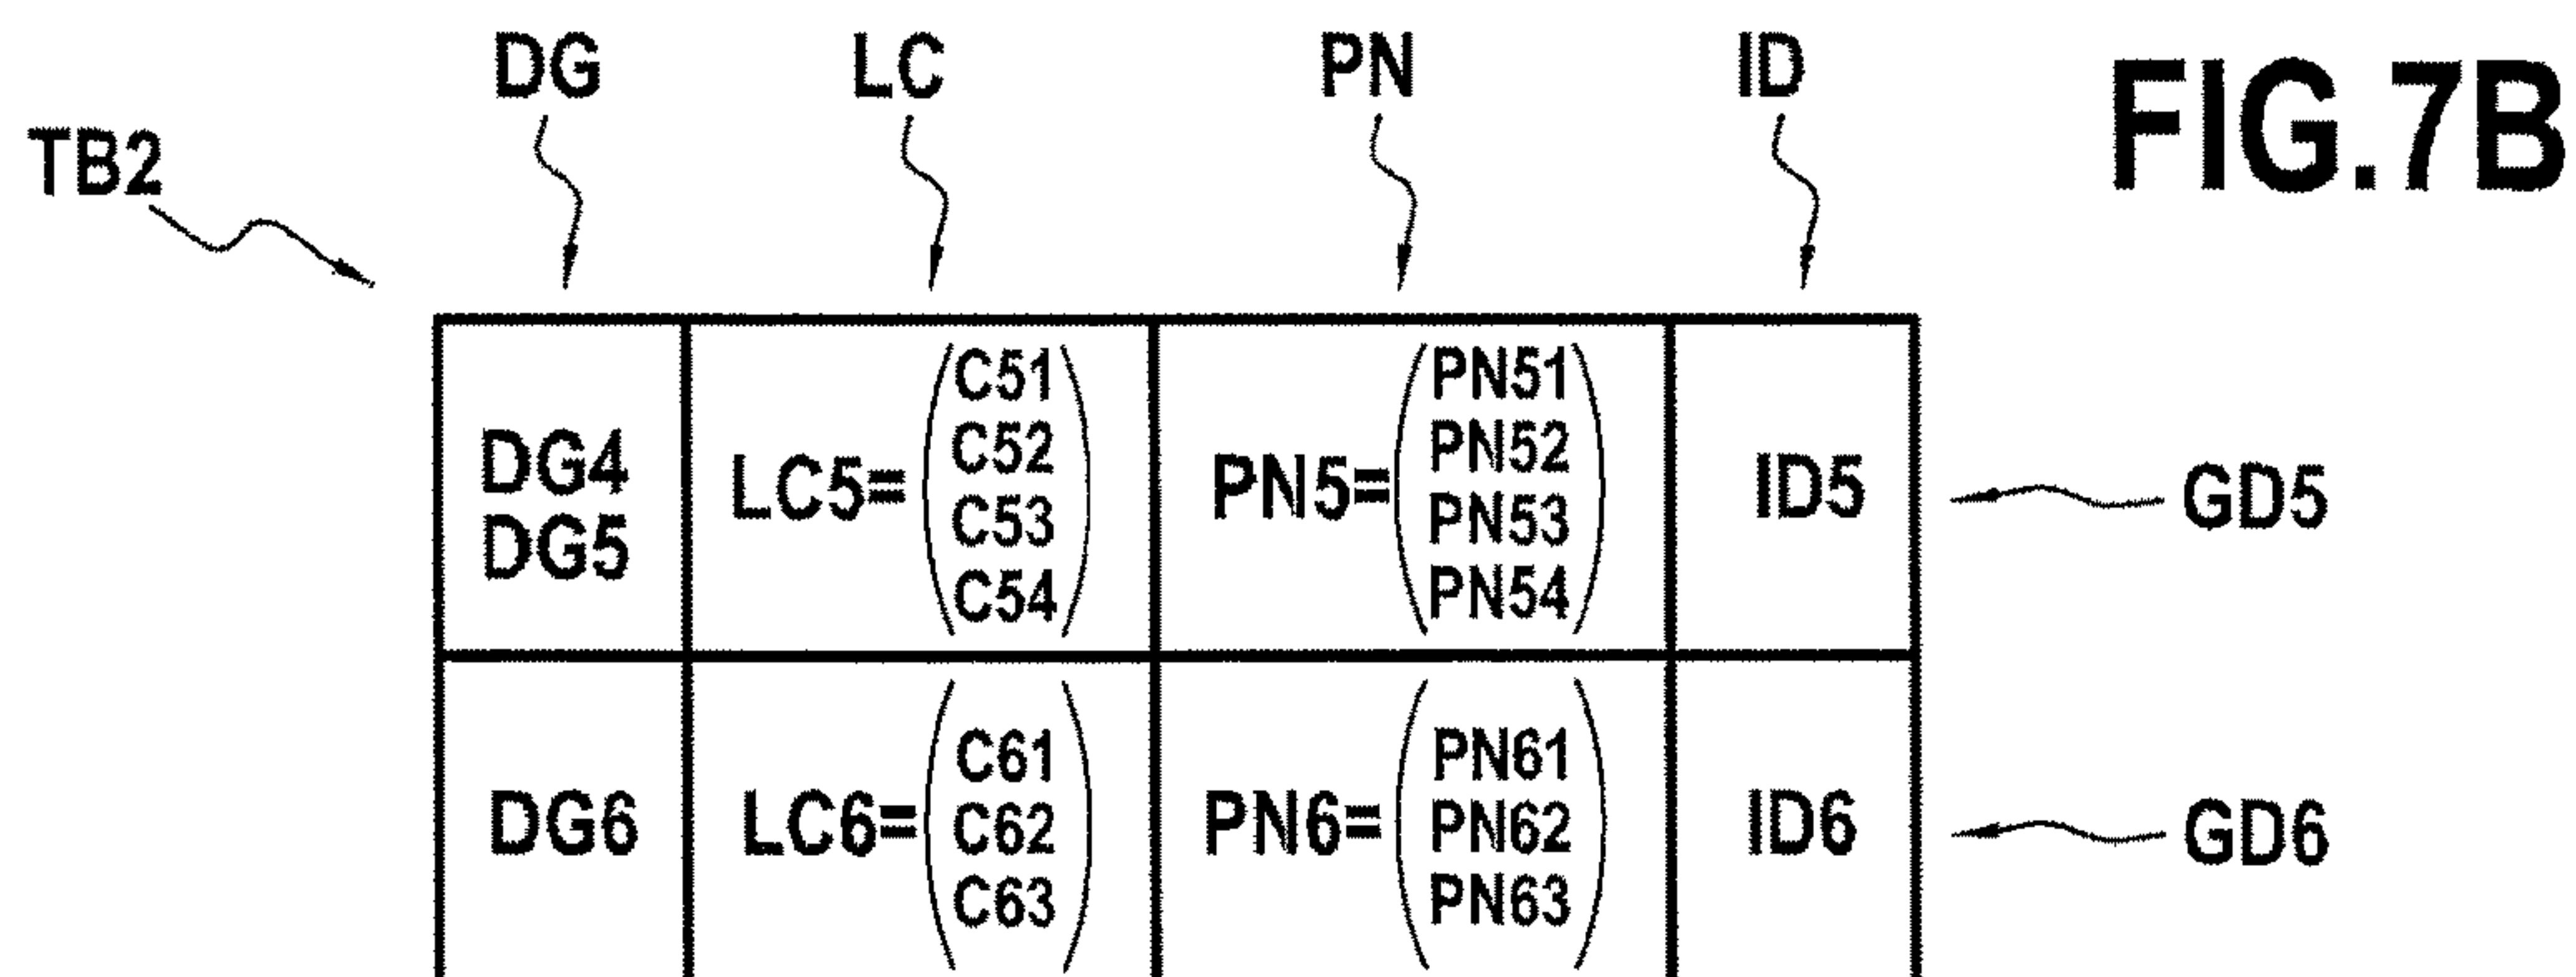 DG LC PN ID
FIG.7B
TB2
DG4
DG5
LC5=
C51
C52
C53
C54
PN5=
PN51
PN52
PN53
PN54
ID5
GD5
DG6
LC6=
C61
C62
C63
PN6=
PN61
PN62
PN63
ID6
GD6